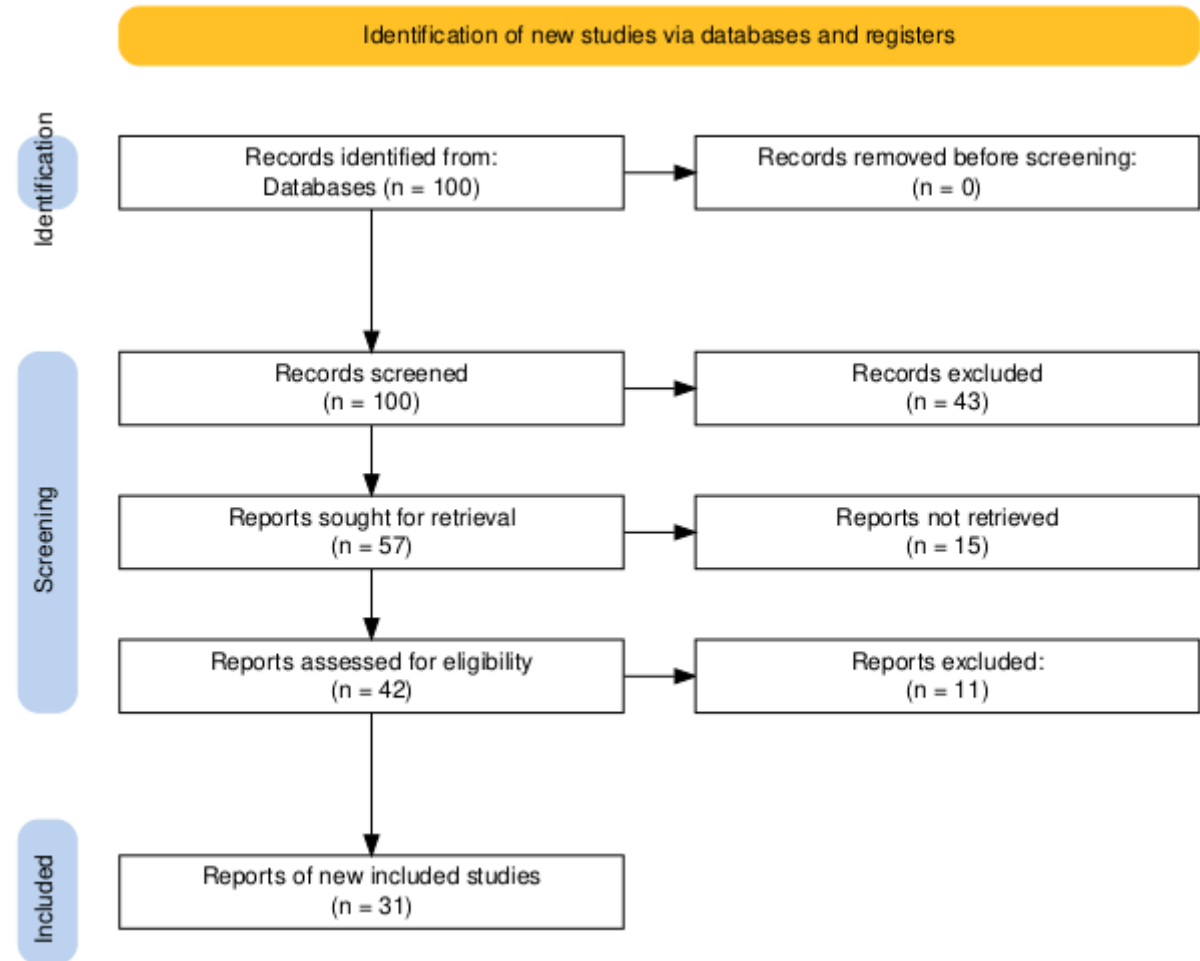 Identification of new studies via databases and registers
Identification
Records identified from:
Databases (n = 100)
Records removed before screening:
(n = 0)
Screening
Records screened
(n = 100)
Records excluded
(n = 43)
Reports sought for retrieval
(n = 57)
Reports not retrieved
(n = 15)
Reports assessed for eligibility
(n = 42)
Reports excluded:
(n = 11)
Included
Reports of new included studies
(n = 31)